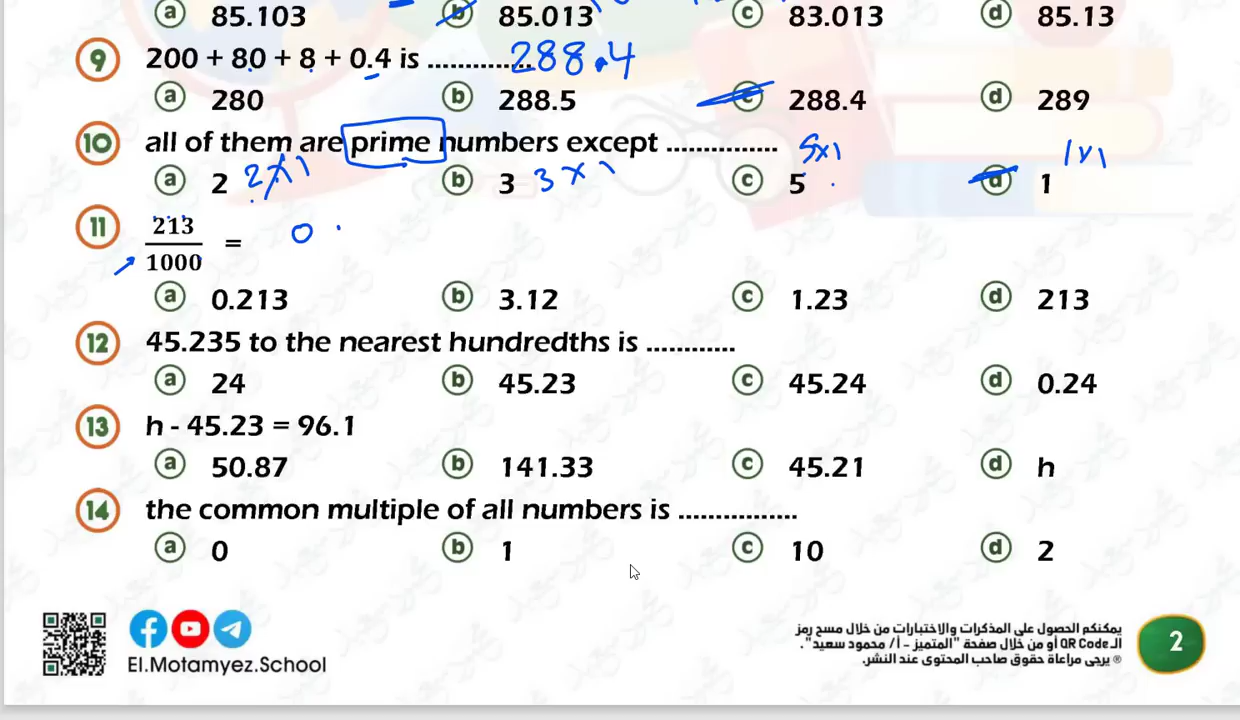 a 85.103 b 85.013 c 83.013 d 85.13
9 200 + 80 + 8 + 0.4 is .............. 288.4
a 280 b 288.5 c 288.4 d 289
10 all of them are prime numbers except ...............
a 2 2x1 b 3 3x1 c 5 5x1 d 1 1x1
11 213/1000 = 0.
a 0.213 b 3.12 c 1.23 d 213
12 45.235 to the nearest hundredths is ............
a 24 b 45.23 c 45.24 d 0.24
13 h - 45.23 = 96.1
a 50.87 b 141.33 c 45.21 d h
14 the common multiple of all numbers is ................
a 0 b 1 c 10 d 2
El.Motamyez.School
يمكنكم الحصول على المذكرات والاختبارات من خلال مسح رمز
الـ QR Code أو من خلال صفحة "المتميز - أ/ محمود سعيد".
® يرجى مراعاة حقوق صاحب المحتوى عند النشر.
2